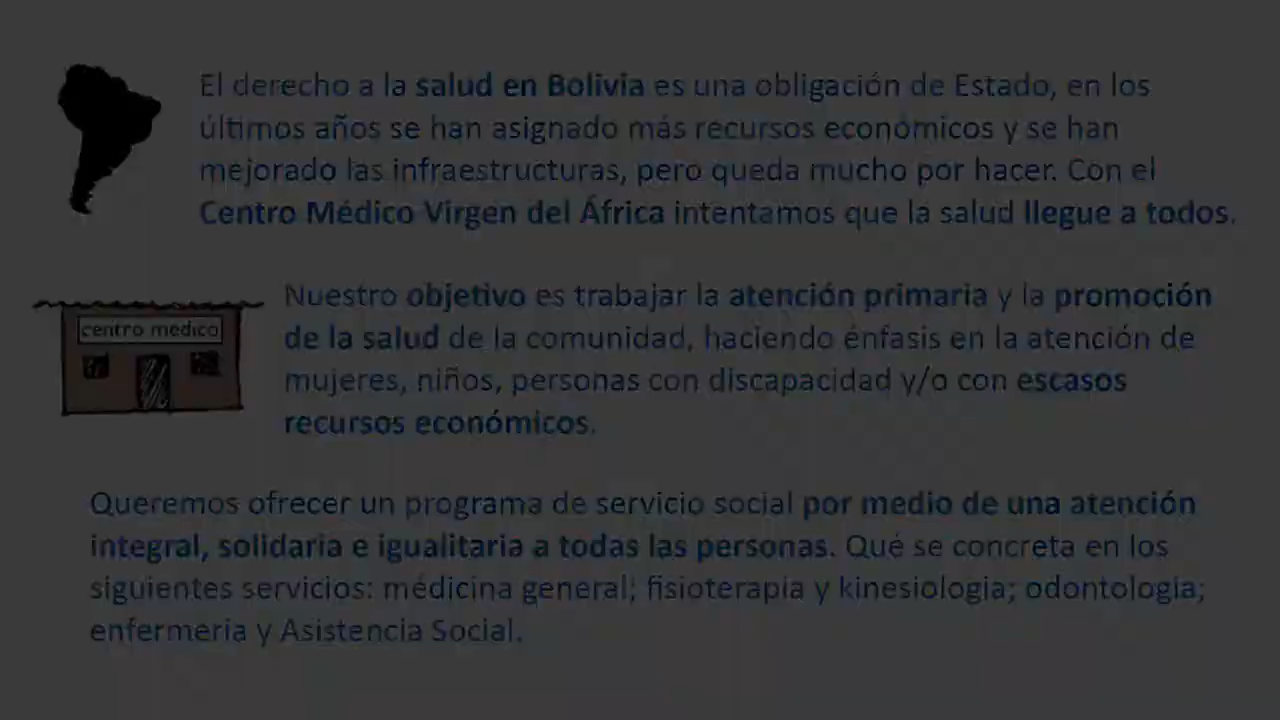 El derecho a la salud en Bolivia es una obligación de Estado, en los
últimos años se han asignado más recursos económicos y se han
mejorado las infraestructuras, pero queda mucho por hacer. Con el
Centro Médico Virgen del África intentamos que la salud llegue a todos.
centro médico
Nuestro objetivo es trabajar la atención primaria y la promoción
de la salud de la comunidad, haciendo énfasis en la atención de
mujeres, niños, personas con discapacidad y/o con escasos
recursos económicos.
Queremos ofrecer un programa de servicio social por medio de una atención
integral, solidaria e igualitaria a todas las personas. Qué se concreta en los
siguientes servicios: médicina general; fisioterapia y kinesiologia; odontologia;
enfermeria y Asistencia Social.